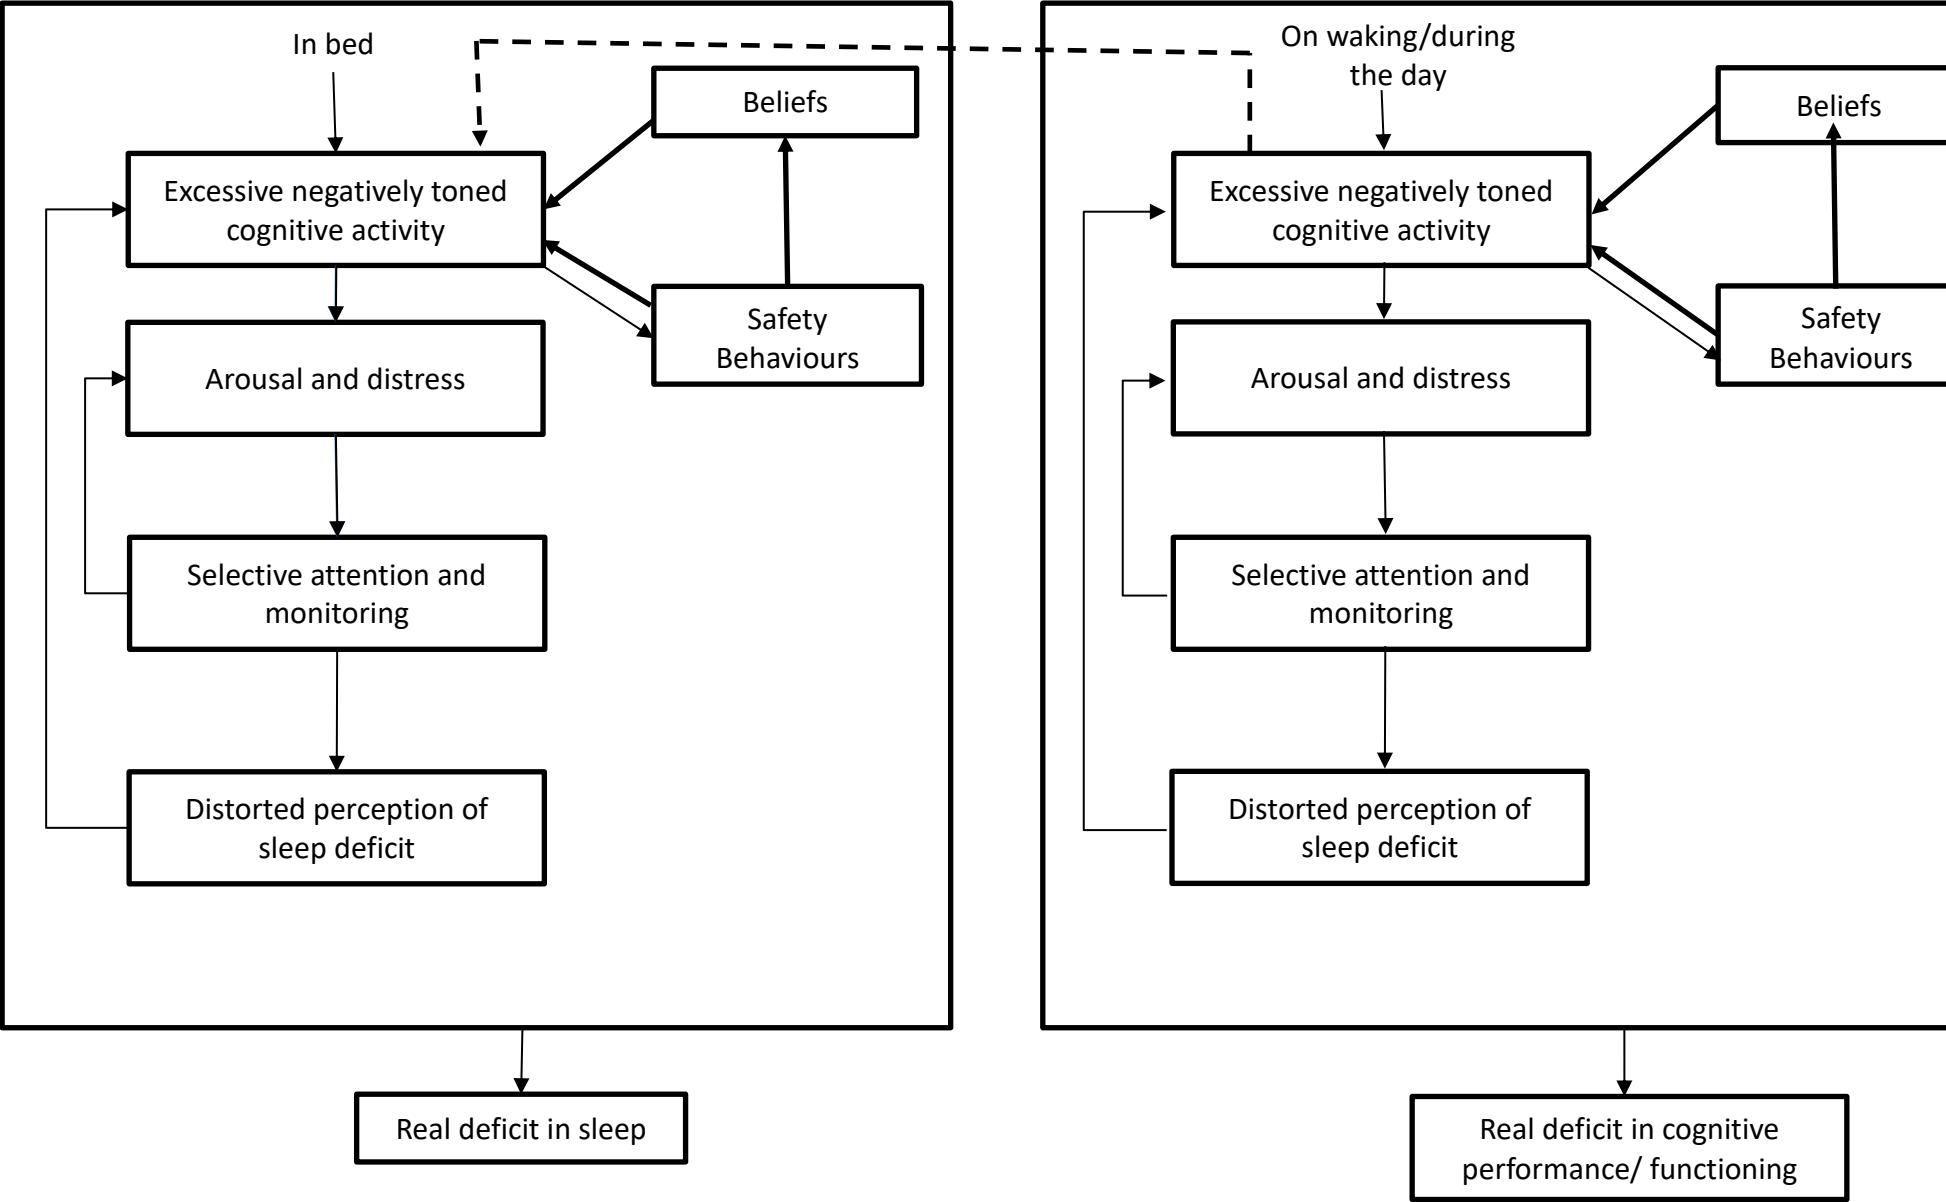 In bed
Beliefs
Excessive negatively toned
cognitive activity
Safety
Behaviours
Arousal and distress
Selective attention and
monitoring
Distorted perception of
sleep deficit
Real deficit in sleep
On waking/during
the day
Beliefs
Excessive negatively toned
cognitive activity
Safety
Behaviours
Arousal and distress
Selective attention and
monitoring
Distorted perception of
sleep deficit
Real deficit in cognitive
performance/ functioning